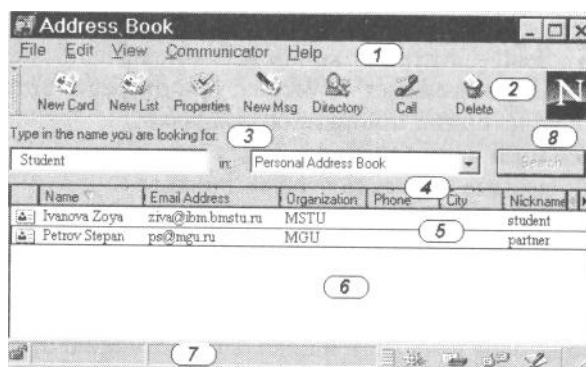 Address Book
File Edit View Communicator Help 1
New Card New List Properties New Msg Directory Call Delete 2 N
Type in the name you are looking for: 3 8
Student in: Personal Address Book Search
4
Name Email Address Organization Phone City Nickname
Ivanova Zoya ziva@ibm.bmstu.ru MSTU student
5
Petrov Stepan ps@mgu.ru MGU partner
6
7